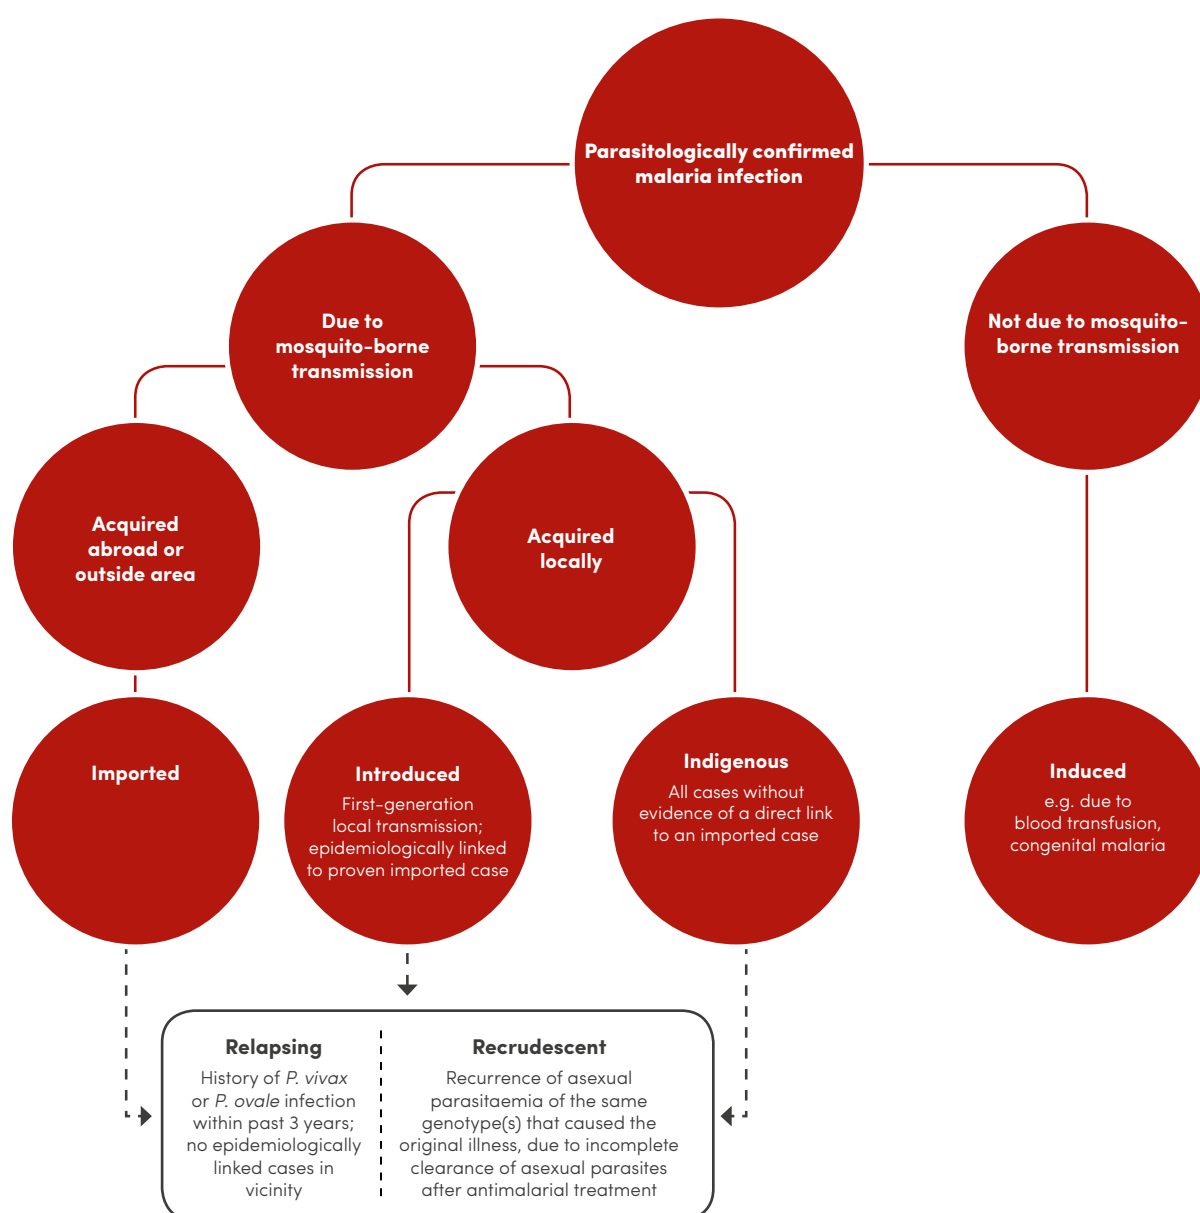 Parasitologically confirmed
malaria infection
Due to
mosquito-borne
transmission
Not due to mosquito-
borne transmission
Acquired
abroad or
outside area
Acquired
locally
Imported
Introduced
First-generation
local transmission;
epidemiologically linked
to proven imported case
Indigenous
All cases without
evidence of a direct link
to an imported case
Induced
e.g. due to
blood transfusion,
congenital malaria
Relapsing
History of P. vivax
or P. ovale infection
within past 3 years;
no epidemiologically
linked cases in
vicinity
Recrudescent
Recurrence of asexual
parasitaemia of the same
genotype(s) that caused the
original illness, due to incomplete
clearance of asexual parasites
after antimalarial treatment